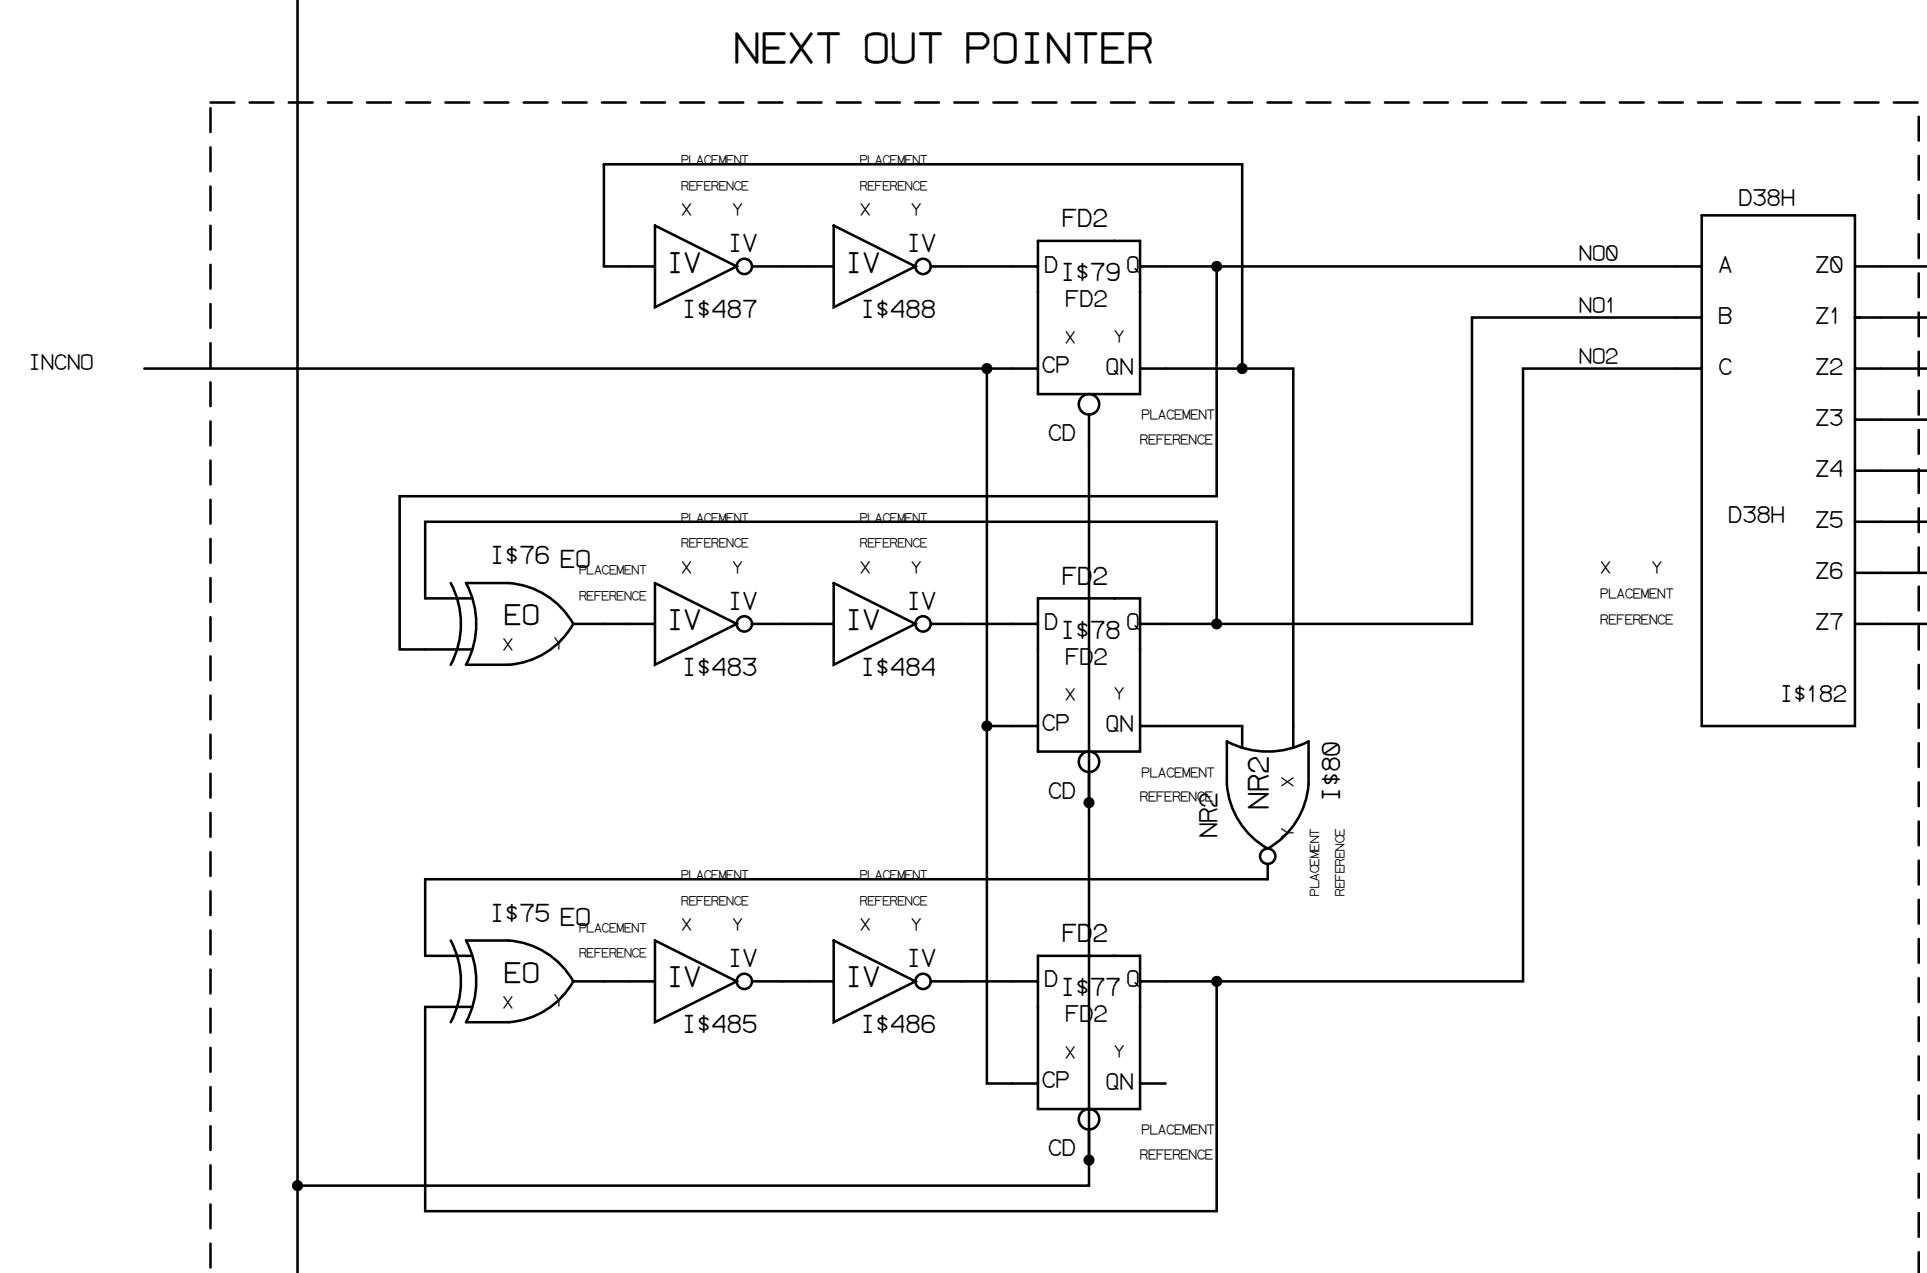 NEXT OUT POINTER
PLACEMENT
REFERENCE
X Y
IV
IV
I$487
PLACEMENT
REFERENCE
X Y
IV
IV
I$488
FD2
D I$79 Q
FD2
X Y
CP QN
CD
PLACEMENT
REFERENCE
INCNO
NO0
NO1
NO2
D38H
A Z0
B Z1
C Z2
Z3
Z4
D38H Z5
Z6
Z7
I$182
X Y
PLACEMENT
REFERENCE
I$76 EO
PLACEMENT
REFERENCE
EO
X Y
PLACEMENT
REFERENCE
X Y
IV
IV
I$483
PLACEMENT
REFERENCE
X Y
IV
IV
I$484
FD2
D I$78 Q
FD2
X Y
CP QN
CD
PLACEMENT
REFERENCE
NR2
NR2
X
Y
I$80
PLACEMENT
REFERENCE
I$75 EO
PLACEMENT
REFERENCE
EO
X Y
PLACEMENT
REFERENCE
X Y
IV
IV
I$485
PLACEMENT
REFERENCE
X Y
IV
IV
I$486
FD2
D I$77 Q
FD2
X Y
CP QN
CD
PLACEMENT
REFERENCE